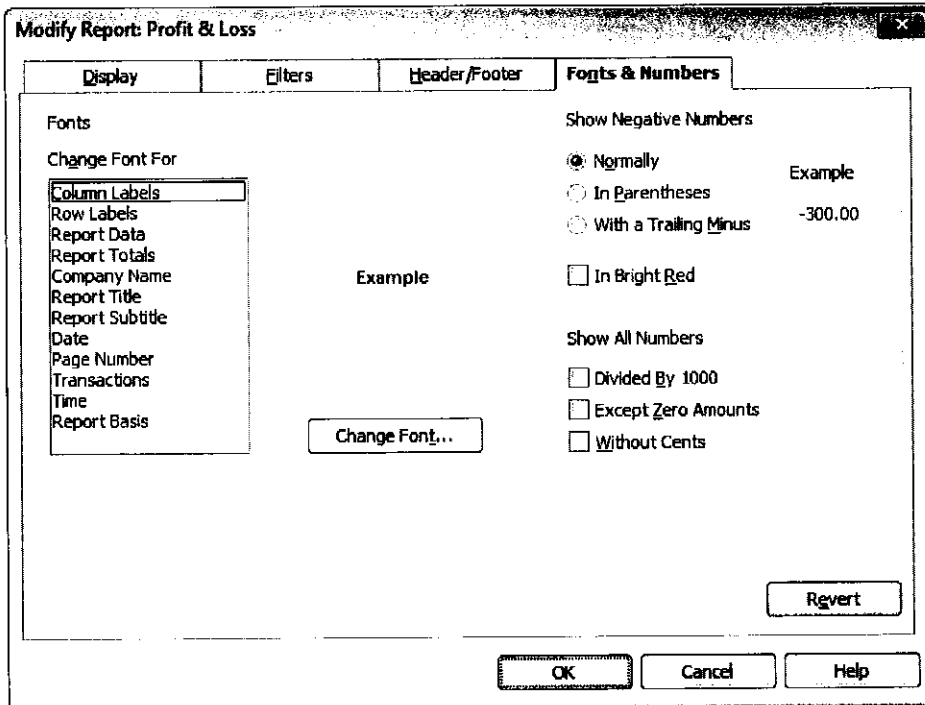 Modify Report: Profit & Loss
Display
Filters
Header/Footer
Fonts & Numbers
Fonts
Change Font For
Column Labels
Row Labels
Report Data
Report Totals
Company Name
Report Title
Report Subtitle
Date
Page Number
Transactions
Time
Report Basis
Example
Change Font...
Show Negative Numbers
Normally
In Parentheses
With a Trailing Minus
Example
-300.00
In Bright Red
Show All Numbers
Divided By 1000
Except Zero Amounts
Without Cents
Revert
OK
Cancel
Help